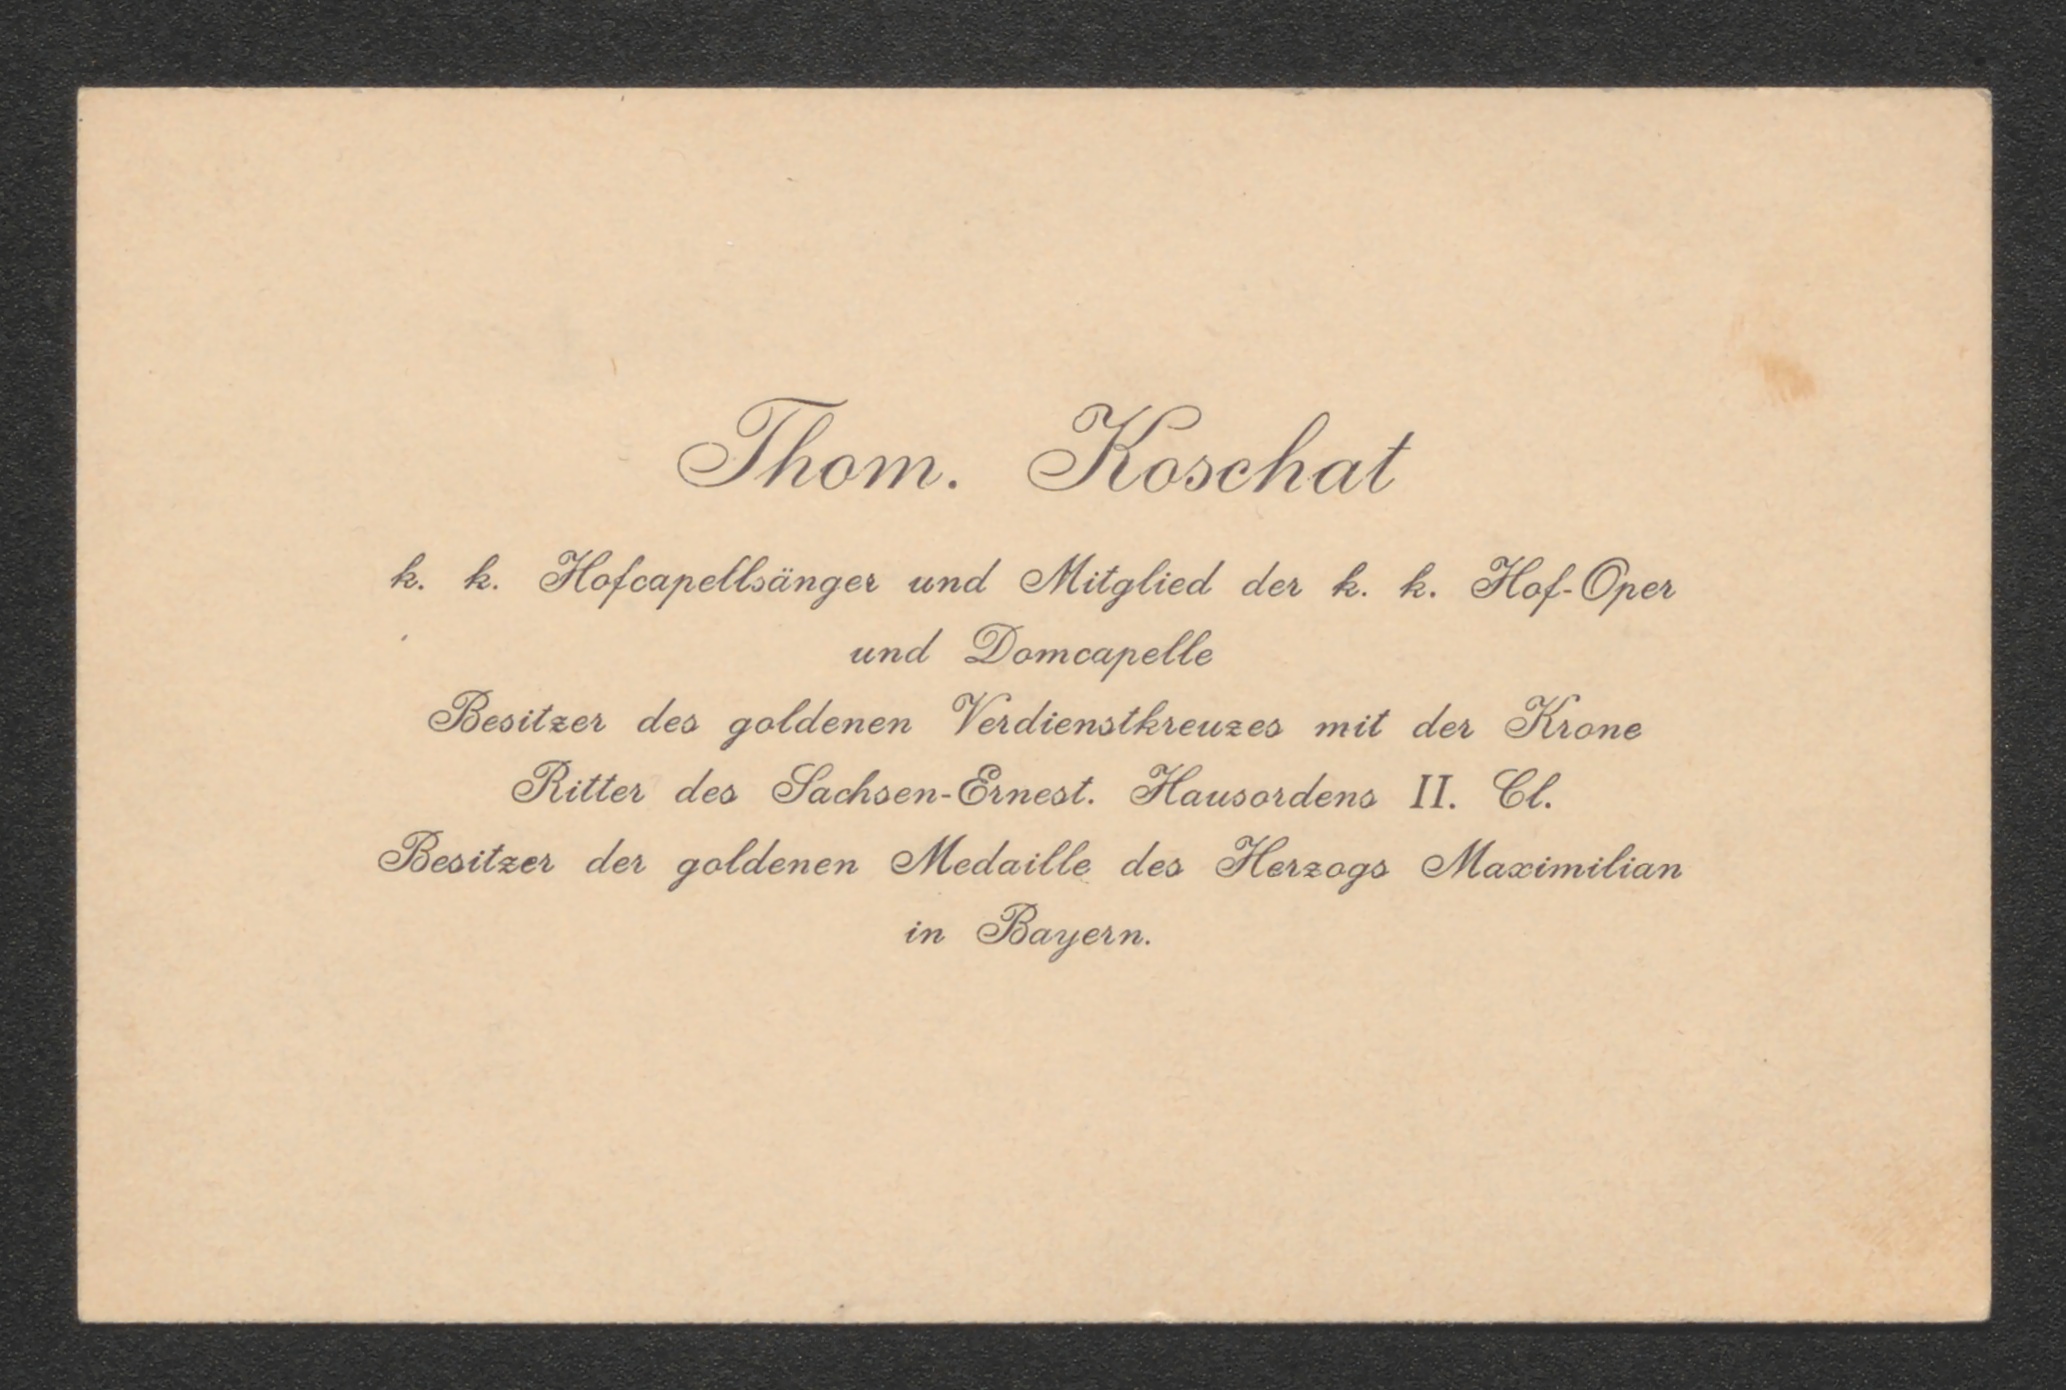 Thom. Koschat
k. k. Hofcapellsänger und Mitglied der k. k. Hof-Oper
und Domcapelle
Besitzer des goldenen Verdienstkreuzes mit der Krone
Ritter des Sachsen-Ernest. Hausordens II. Cl.
Besitzer der goldenen Medaille des Herzogs Maximilian
in Bayern.